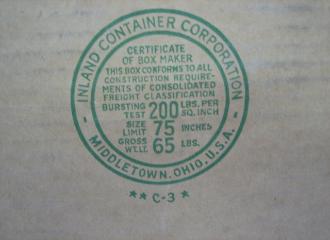 INLAND CONTAINER CORPORATION
CERTIFICATE
OF BOX MAKER
THIS BOX CONFORMS TO ALL
CONSTRUCTION REQUIRE-
MENTS OF CONSOLIDATED
FREIGHT CLASSIFICATION
BURSTING TEST 200 LBS. PER SQ. INCH
SIZE LIMIT 75 INCHES
GROSS WT. LT. 65 LBS.
- MIDDLETOWN, OHIO, U.S.A. -
★★ C-3 ★